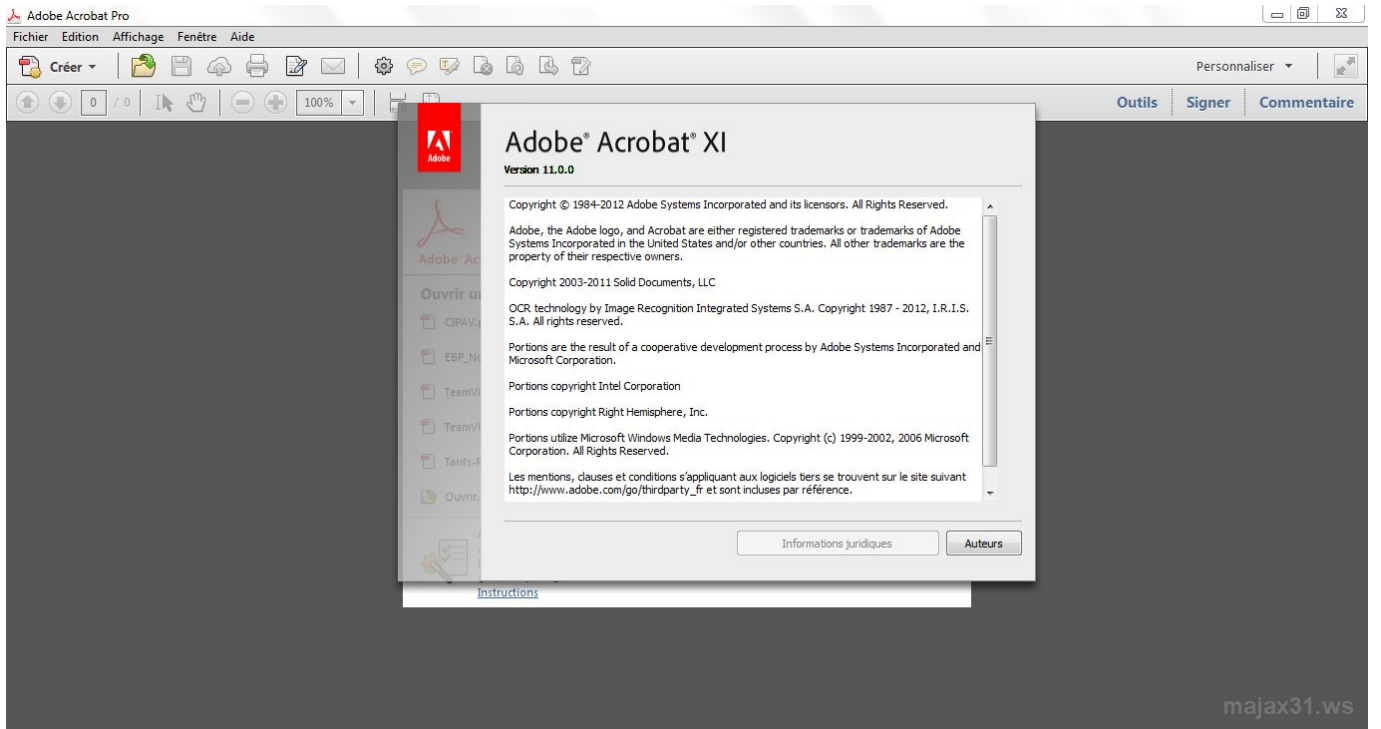 Adobe Acrobat Pro
Fichier Edition Affichage Fenêtre Aide
Créer
Personnaliser
0 / 0
100%
Outils Signer Commentaire
Adobe
Adobe® Acrobat® XI
Version 11.0.0
Copyright © 1984-2012 Adobe Systems Incorporated and its licensors. All Rights Reserved.
Adobe, the Adobe logo, and Acrobat are either registered trademarks or trademarks of Adobe
Systems Incorporated in the United States and/or other countries. All other trademarks are the
property of their respective owners.
Copyright 2003-2011 Solid Documents, LLC
OCR technology by Image Recognition Integrated Systems S.A. Copyright 1987 - 2012, I.R.I.S.
S.A. All rights reserved.
Portions are the result of a cooperative development process by Adobe Systems Incorporated and
Microsoft Corporation.
Portions copyright Intel Corporation
Portions copyright Right Hemisphere, Inc.
Portions utilize Microsoft Windows Media Technologies. Copyright (c) 1999-2002, 2006 Microsoft
Corporation. All Rights Reserved.
Les mentions, clauses et conditions s'appliquant aux logiciels tiers se trouvent sur le site suivant
http://www.adobe.com/go/thirdparty_fr et sont incluses par référence.
Informations juridiques
Auteurs
Adobe Ac
Ouvrir u
CIPAV.
EBP_No
TeamVi
TeamVi
Tarifs-
Ouvrir.
Instructions
majax31.ws